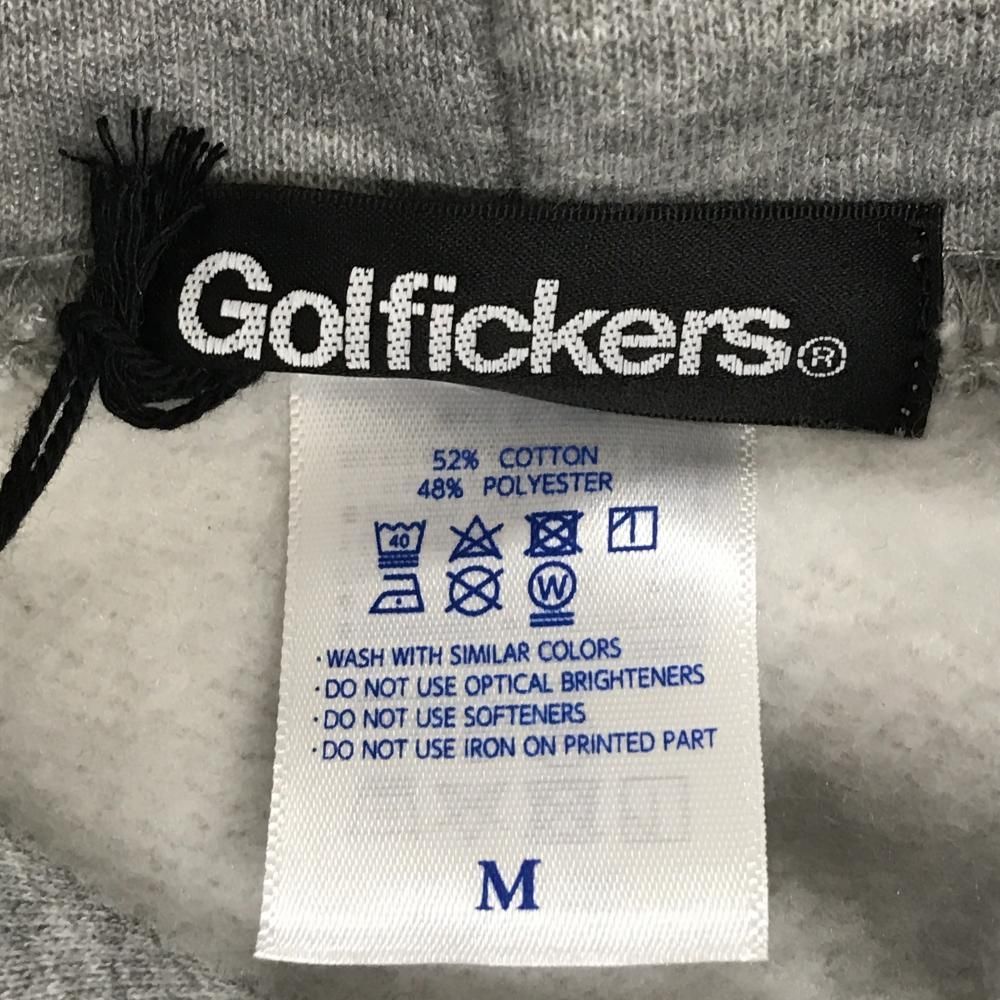 Golfickers®
52% COTTON
48% POLYESTER
40
W
·WASH WITH SIMILAR COLORS
·DO NOT USE OPTICAL BRIGHTENERS
·DO NOT USE SOFTENERS
·DO NOT USE IRON ON PRINTED PART
M